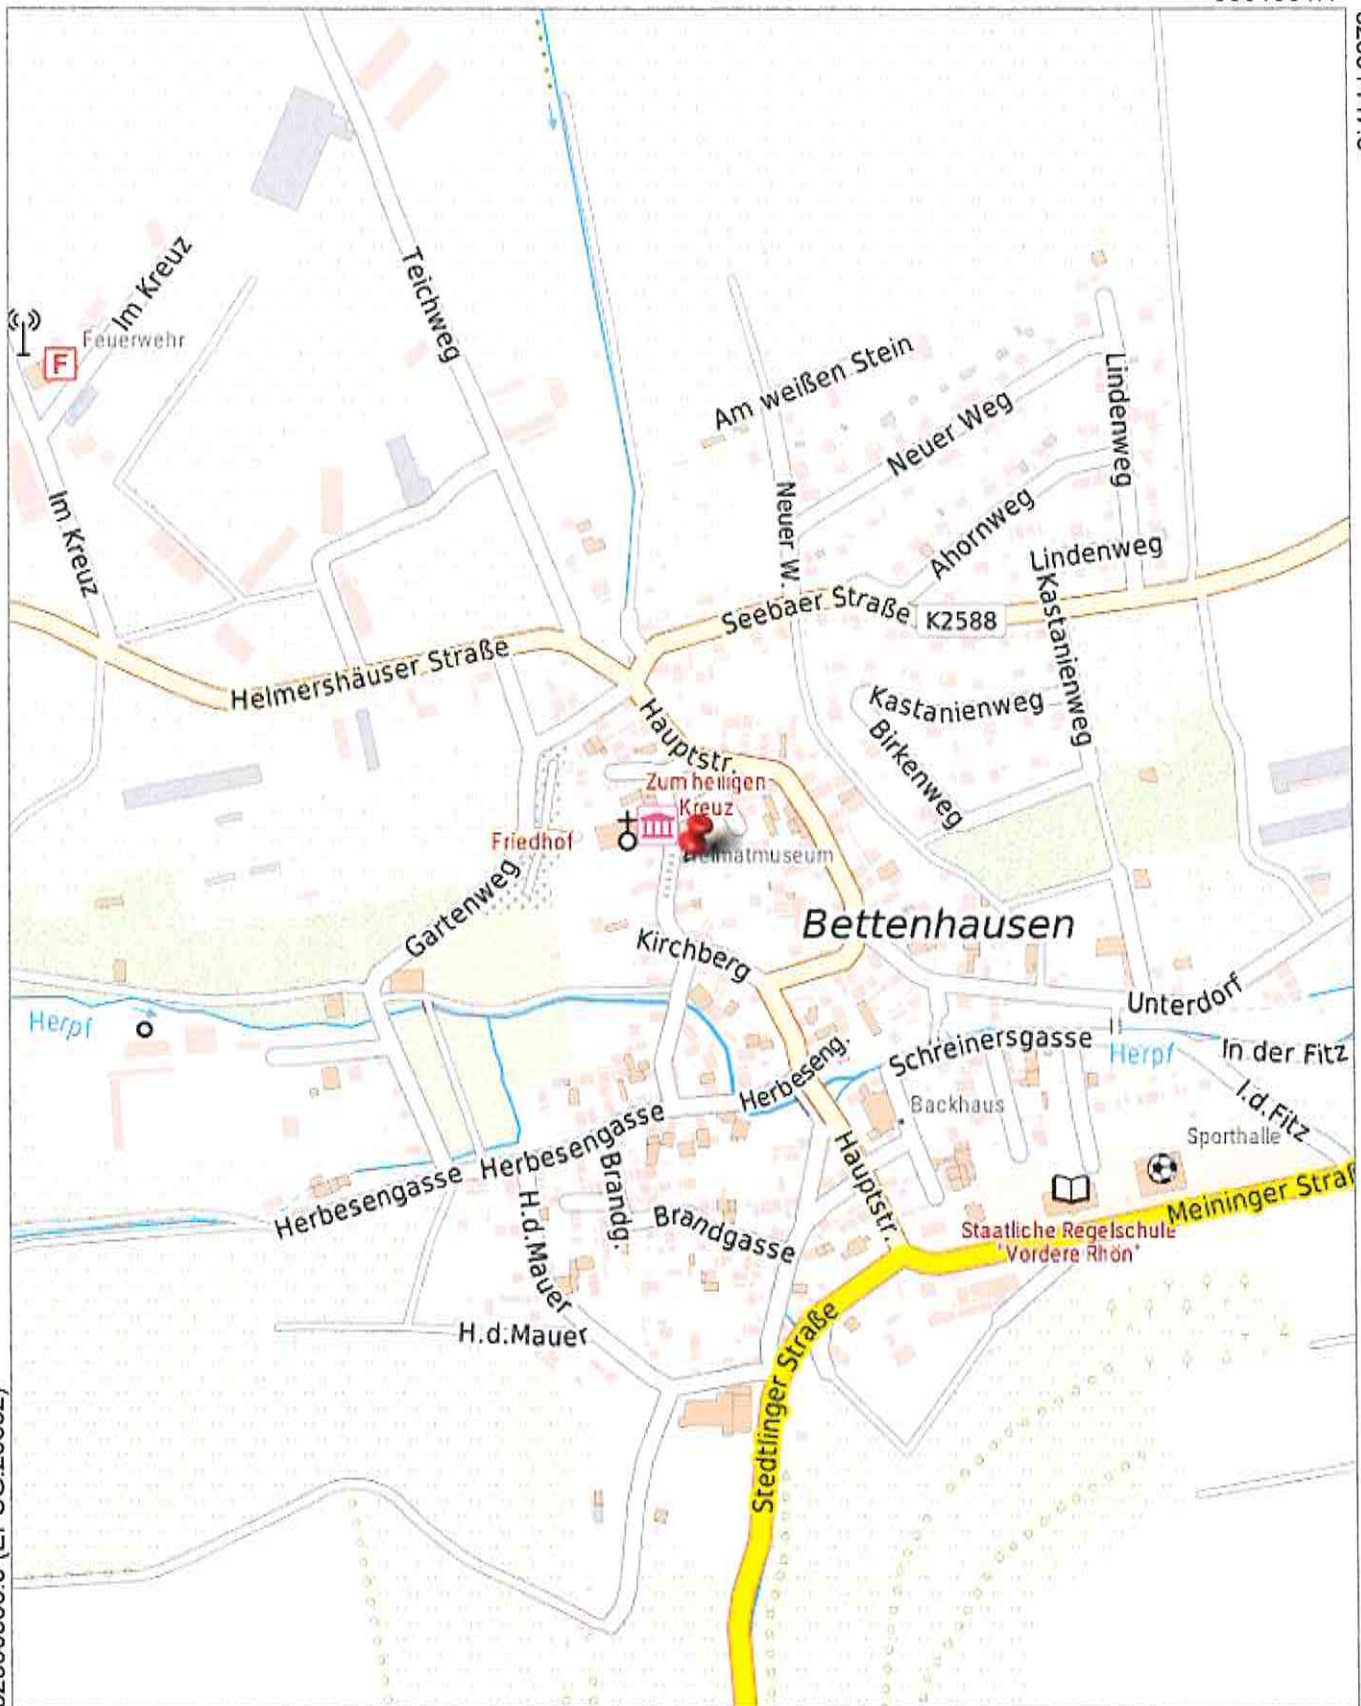 Im Kreuz
Teichweg
Feuerwehr
F
Am weißen Stein
Lindenweg
Neuer Weg
Im Kreuz
Neuer W.
Ahornweg
Lindenweg
Kastanienweg
Seebaer Straße
K2588
Helmershäuser Straße
Kastanienweg
Hauptstr.
Birkenweg
Zum heiligen
Kreuz
Friedhof
Heimatmuseum
Gartenweg
Bettenhausen
Kirchberg
Unterdorf
Herpf
Schreinersgasse
Herpf
In der Fitz
Herbeseng.
I.d.Fitz
Backhaus
Sporthalle
Herbesengasse
Herbesengasse
Hauptstr.
Brandg.
H.d.Mauer
Brandgasse
Meininger Straß
Staatliche Regelschule
"Vordere Rhön"
H.d.Mauer
Stedtlinger Straße